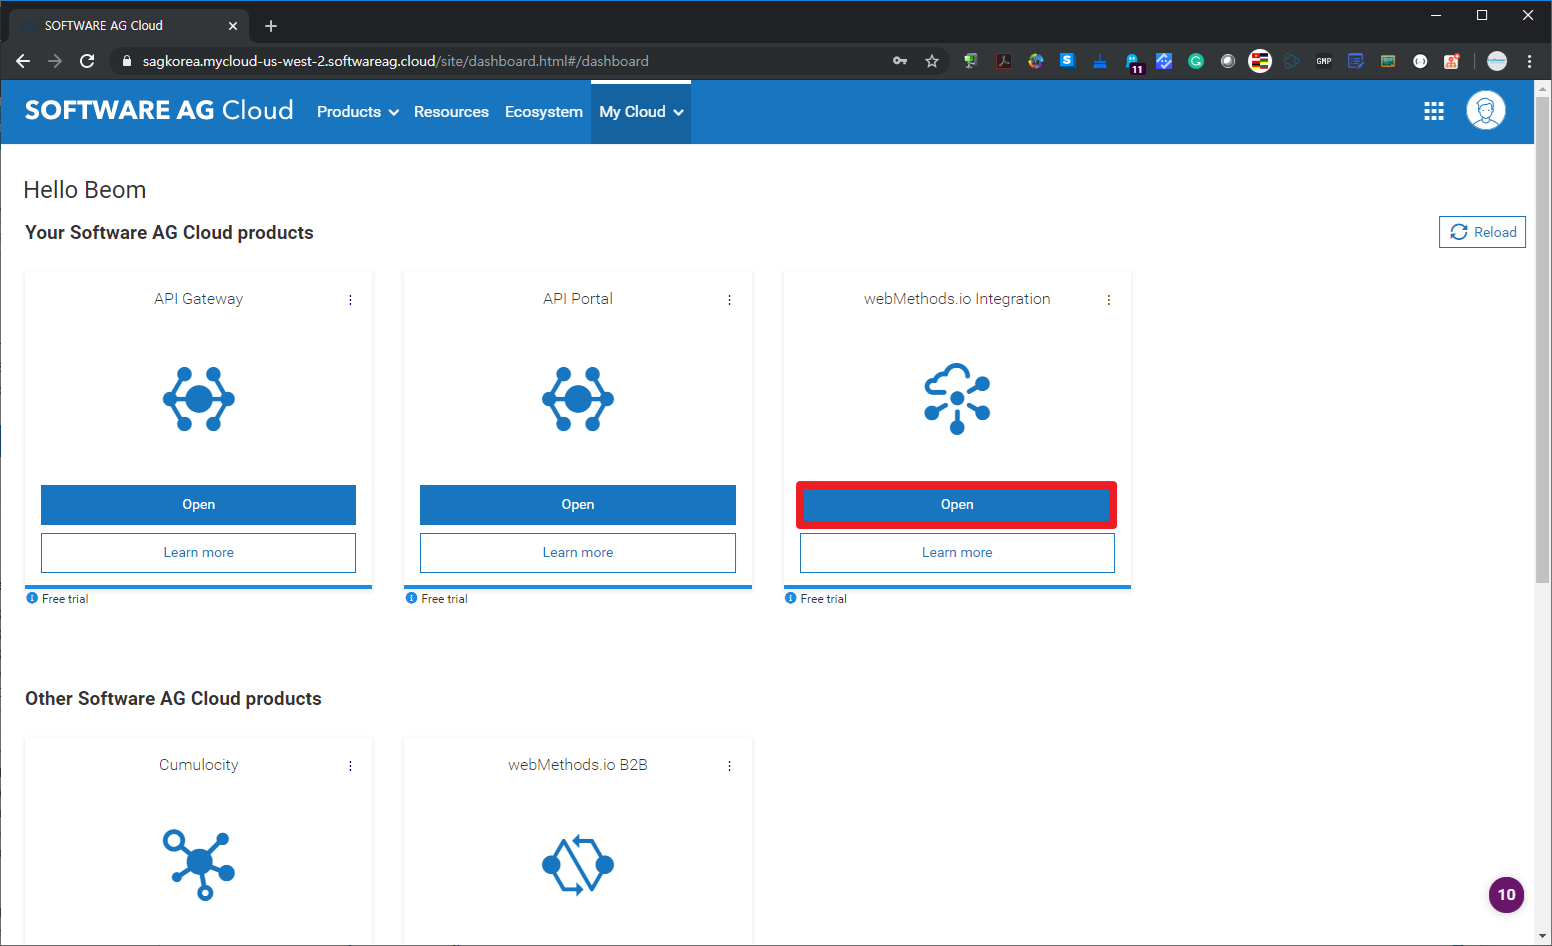 SOFTWARE AG Cloud
sagkorea.mycloud-us-west-2.softwareag.cloud/site/dashboard.html#/dashboard
11
GMP
SOFTWARE AG Cloud Products Resources Ecosystem My Cloud
Hello Beom
Your Software AG Cloud products
Reload
API Gateway
API Portal
webMethods.io Integration
Open
Open
Open
Learn more
Learn more
Learn more
Free trial
Free trial
Free trial
Other Software AG Cloud products
Cumulocity
webMethods.io B2B
10